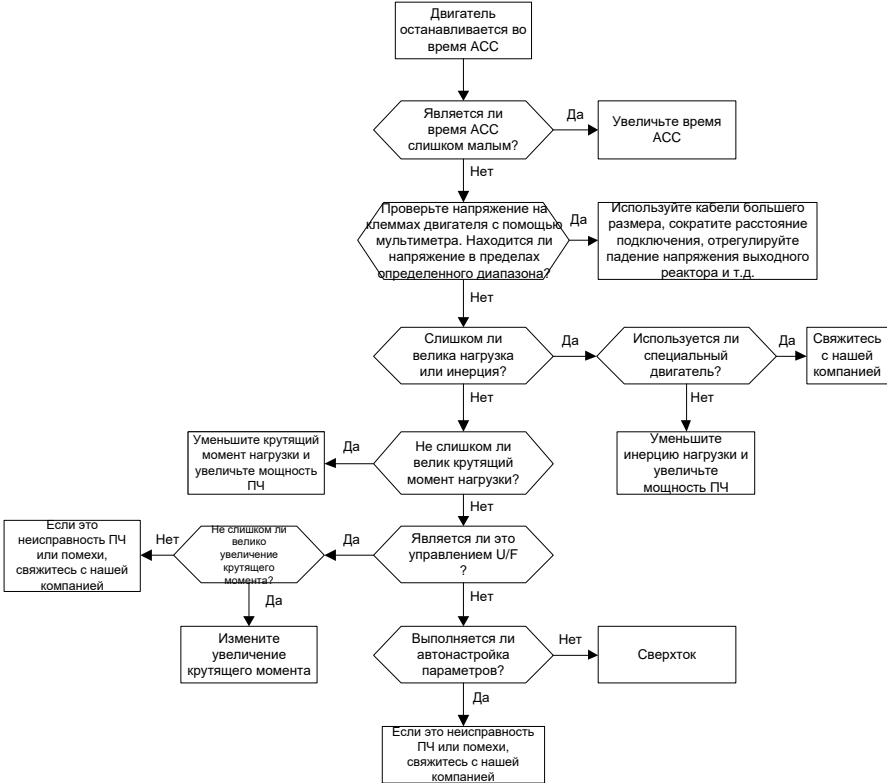 Двигатель
останавливается во
время АСС
Является ли
время АСС
слишком малым?
Да
Увеличьте время
АСС
Нет
Проверьте напряжение на
клеммах двигателя с помощью
мультиметра. Находится ли
напряжение в пределах
определенного диапазона?
Да
Используйте кабели большего
размера, сократите расстояние
подключения, отрегулируйте
падение напряжения выходного
реактора и т.д.
Нет
Слишком ли
велика нагрузка
или инерция?
Да
Используется ли
специальный
двигатель?
Да
Свяжитесь
с нашей
компанией
Нет
Нет
Уменьшите
инерцию нагрузки и
увеличьте
мощность ПЧ
Не слишком ли
велик крутящий
момент нагрузки?
Да
Уменьшите крутящий
момент нагрузки и
увеличьте мощность
ПЧ
Нет
Является ли это
управлением U/F
?
Да
Не слишком ли
велико
увеличение
крутящего
момента?
Нет
Если это
неисправность ПЧ
или помехи,
свяжитесь с нашей
компанией
Да
Измените
увеличение
крутящего момента
Нет
Выполняется ли
автонастройка
параметров?
Нет
Сверхток
Да
Если это неисправность
ПЧ или помехи,
свяжитесь с нашей
компанией